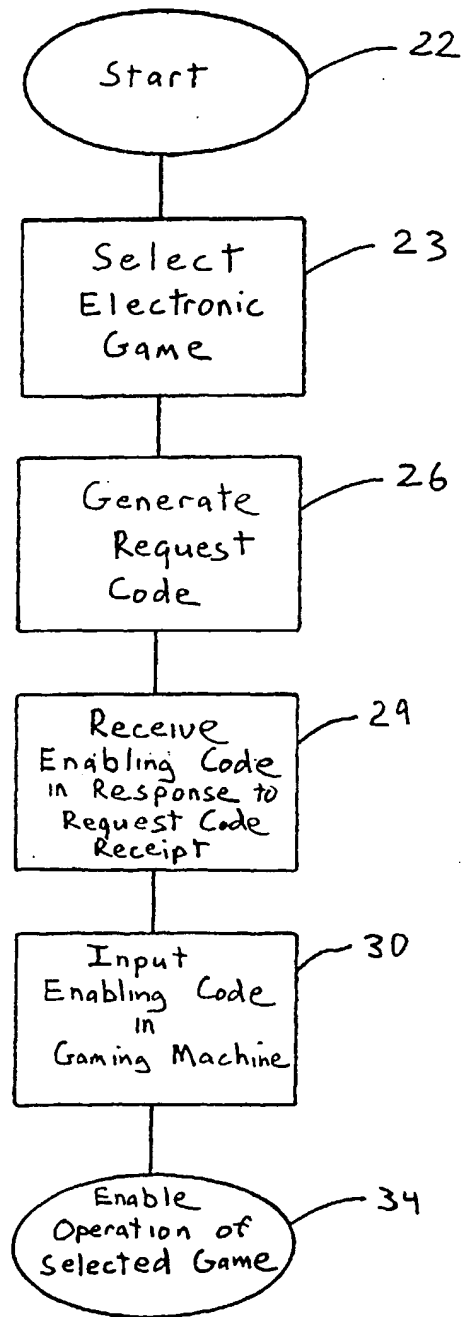 Start
22
Select
Electronic
Game
23
Generate
Request
Code
26
Receive
Enabling Code
in Response to
Request Code
Receipt
29
Input
Enabling Code
in
Gaming Machine
30
Enable
Operation of
Selected Game
34